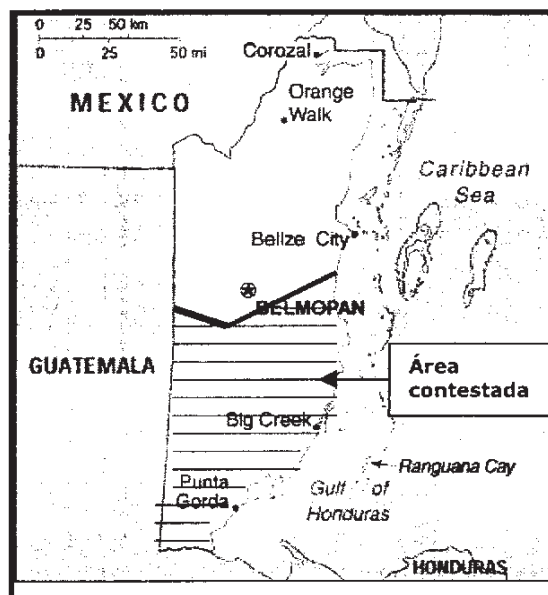 0 25 50 km
0 25 50 mi
Corozal
MEXICO
Orange
Walk
Caribbean
Sea
Belize City
BELMOPAN
GUATEMALA
Área
contestada
Big Creek
Ranguana Cay
Punta
Gorda
Gulf of
Honduras
HONDURAS